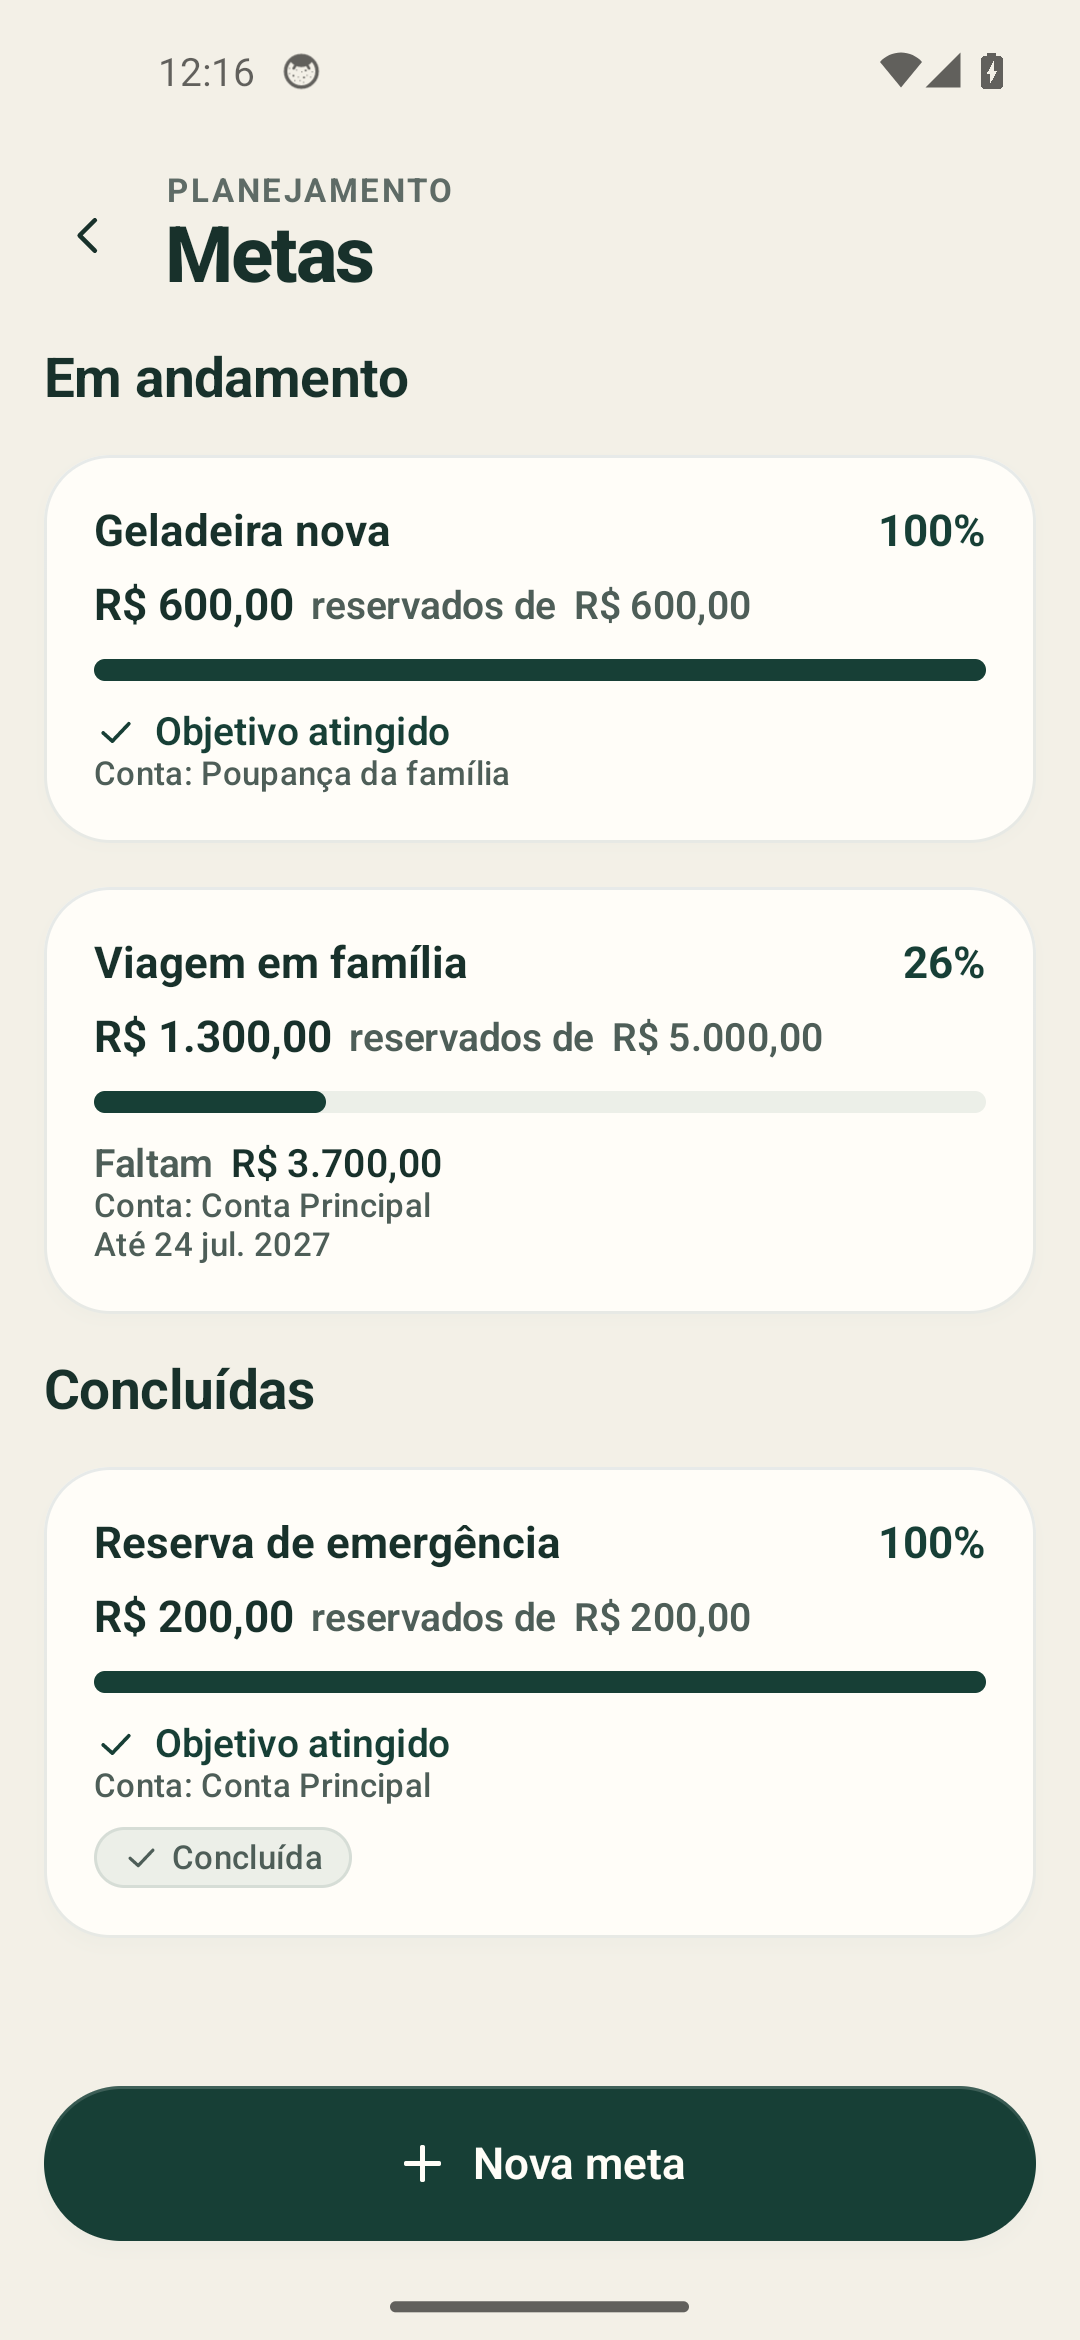 12:16
PLANEJAMENTO
Metas
Em andamento
Geladeira nova 100%
R$ 600,00 reservados de R$ 600,00
Objetivo atingido
Conta: Poupança da família
Viagem em família 26%
R$ 1.300,00 reservados de R$ 5.000,00
Faltam R$ 3.700,00
Conta: Conta Principal
Até 24 jul. 2027
Concluídas
Reserva de emergência 100%
R$ 200,00 reservados de R$ 200,00
Objetivo atingido
Conta: Conta Principal
Concluída
Nova meta